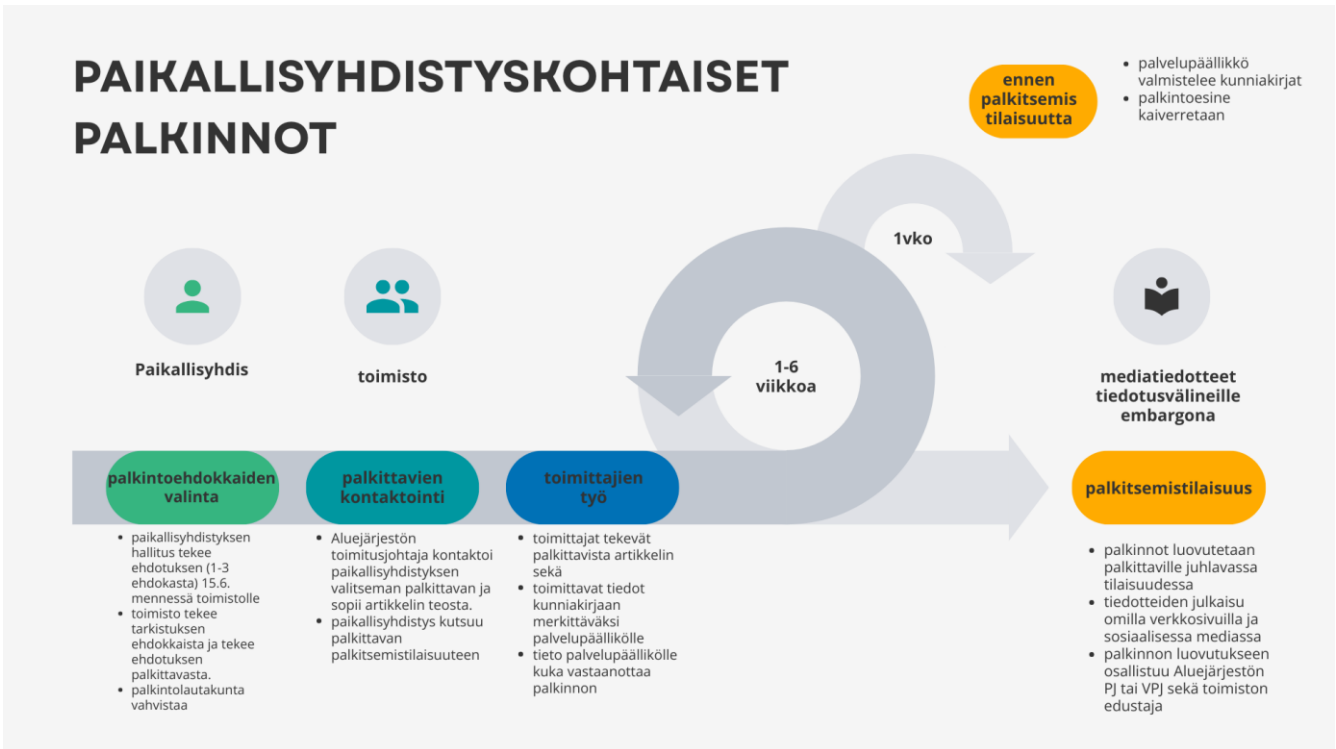 PAIKALLISYHDISTYSKOHTAISET
PALKINNOT
ennen
palkitsemis
tilaisuutta
• palvelupäällikkö
valmistelee kunniakirjat
• palkintoesine
kaiverretaan
1vko
1-6
viikkoa
Paikallisyhdis
toimisto
mediatiedotteet
tiedotusvälineille
embargona
palkintoehdokkaiden
valinta
• paikallisyhdistyksen
hallitus tekee
ehdotuksen (1-3
ehdokasta) 15.6.
mennessä toimistolle
• toimisto tekee
tarkistuksen
ehdokkaista ja tekee
ehdotuksen
palkittavasta.
• palkintolautakunta
vahvistaa
palkittavien
kontaktointi
• Aluejärjestön
toimitusjohtaja kontaktoi
paikallisyhdistyksen
valitseman palkittavan ja
sopii artikkelin teosta.
• paikallisyhdistys kutsuu
palkittavan
palkitsemistilaisuuteen
toimittajien
työ
• toimittajat tekevät
palkittavista artikkelin
sekä
• toimittavat tiedot
kunniakirjaan
merkittäväksi
palvelupäällikölle
• tieto palvelupäällikölle
kuka vastaanottaa
palkinnon
palkitsemistilaisuus
• palkinnot luovutetaan
palkittaville juhlavassa
tilaisuudessa
• tiedotteiden julkaisu
omilla verkkosivuilla ja
sosiaalisessa mediassa
• palkinnon luovutukseen
osallistuu Aluejärjestön
PJ tai VPJ sekä toimiston
edustaja